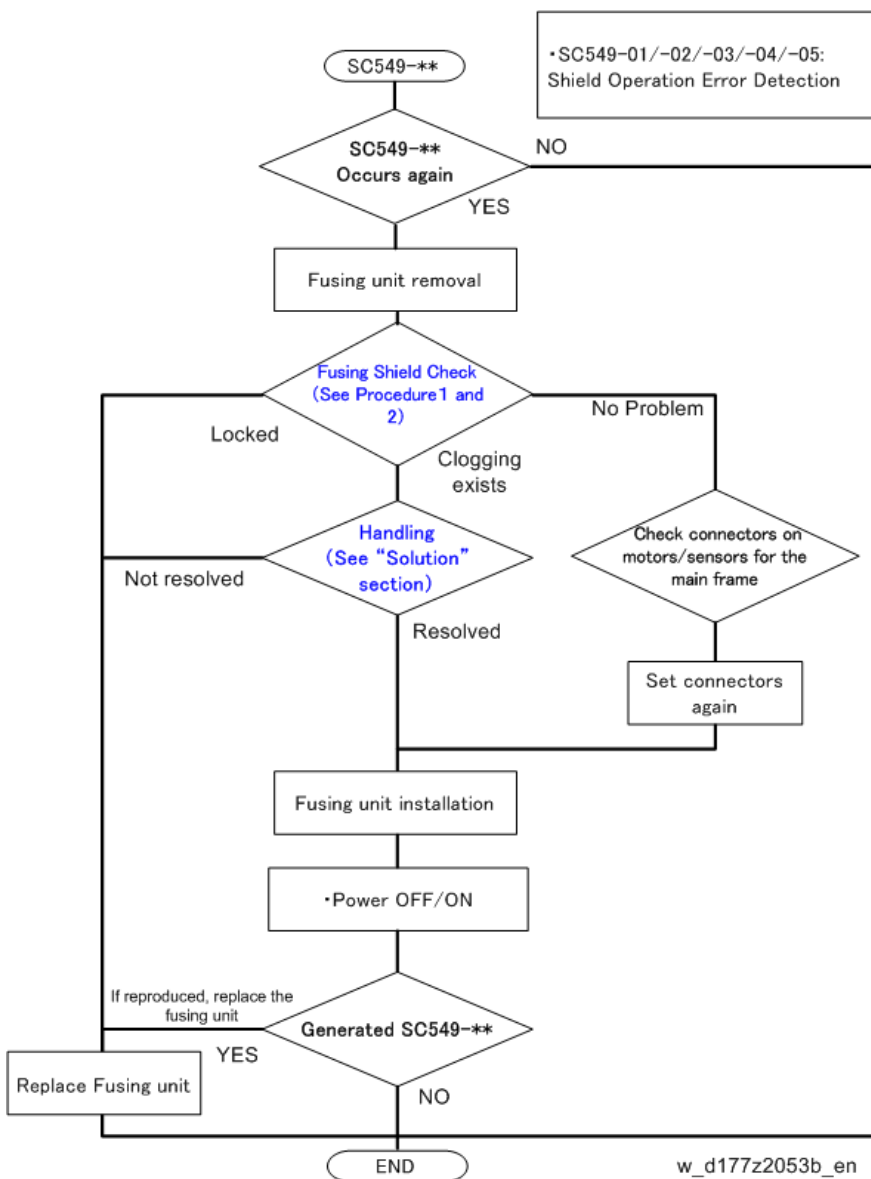 SC549-**
・SC549-01/-02/-03/-04/-05:
Shield Operation Error Detection
SC549-**
Occurs again
NO
YES
Fusing unit removal
Fusing Shield Check
(See Procedure1 and
2)
No Problem
Locked
Clogging
exists
Handling
(See “Solution”
section)
Check connectors on
motors/sensors for the
main frame
Not resolved
Resolved
Set connectors
again
Fusing unit installation
・Power OFF/ON
If reproduced, replace the
fusing unit
Generated SC549-**
YES
Replace Fusing unit
NO
END
w_d177z2053b_en